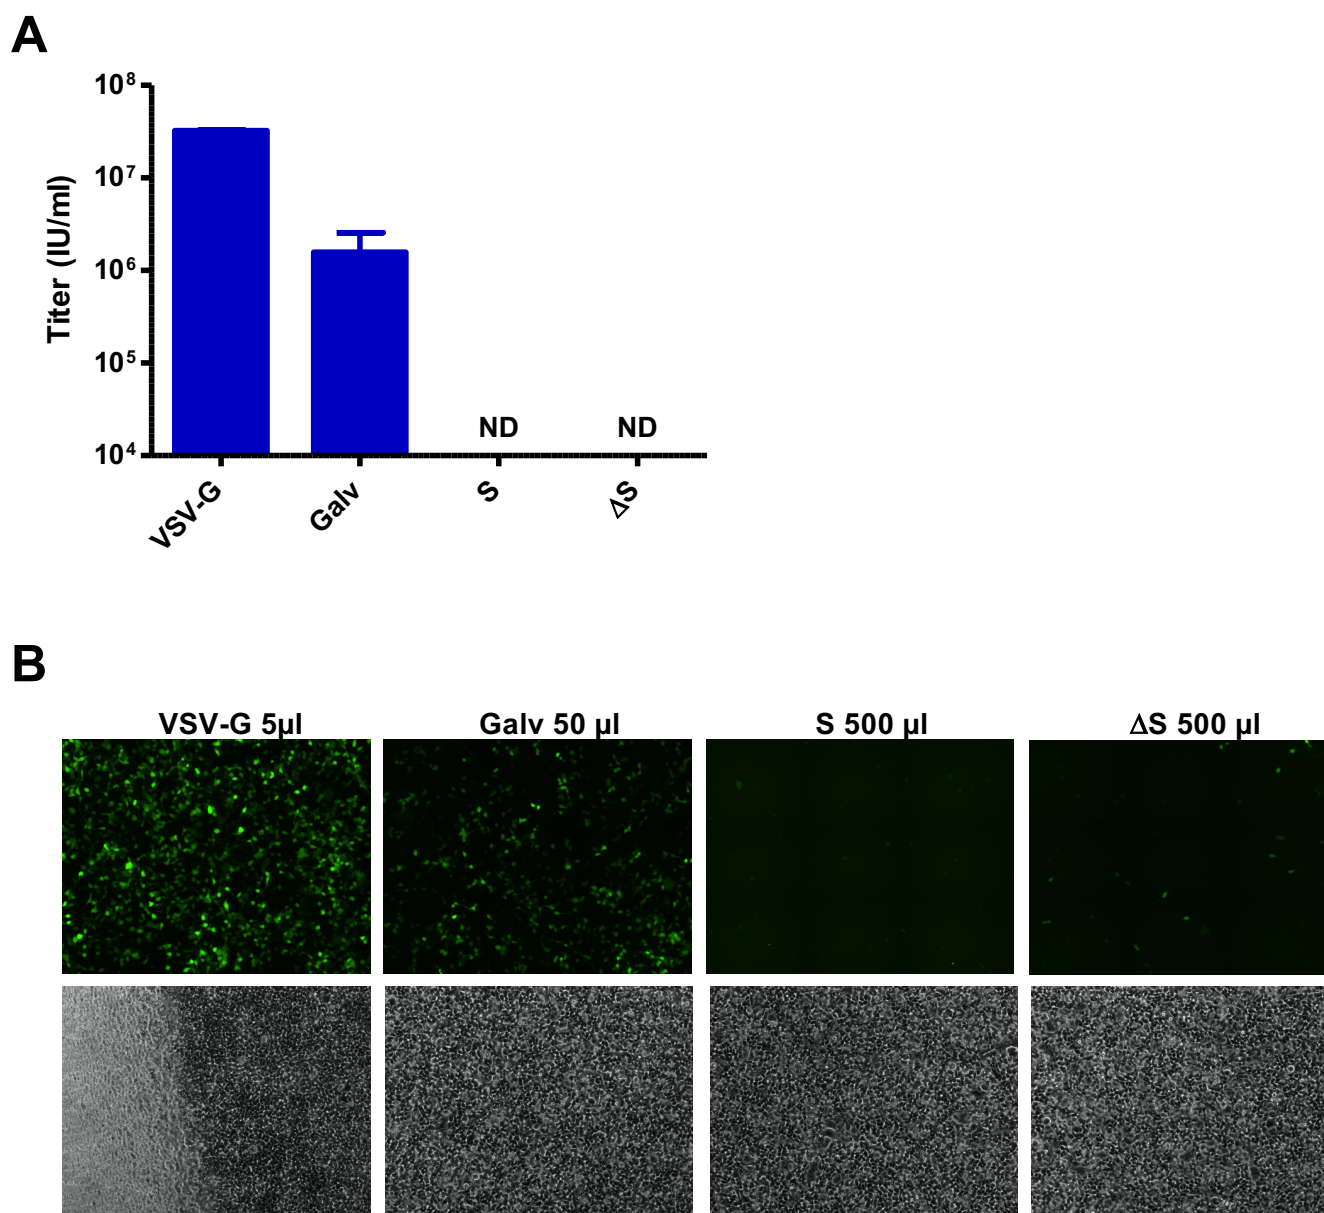 A
10⁸
10⁷
10⁶
10⁵
10⁴
Titer (IU/ml)
ND
ND
VSV-G
Galv
S
ΔS
B
VSV-G 5µl
Galv 50 µl
S 500 µl
ΔS 500 µl